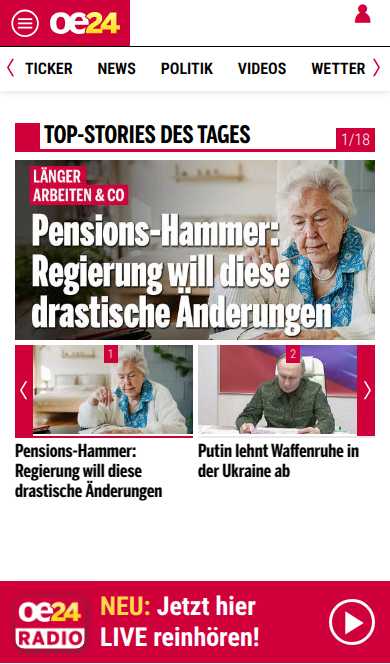 oe24
TICKER NEWS POLITIK VIDEOS WETTER
TOP-STORIES DES TAGES
1/18
LÄNGER
ARBEITEN & CO
Pensions-Hammer:
Regierung will diese
drastische Änderungen
1
2
Pensions-Hammer:
Regierung will diese
drastische Änderungen
Putin lehnt Waffenruhe in
der Ukraine ab
oe24
RADIO
NEU: Jetzt hier
LIVE reinhören!